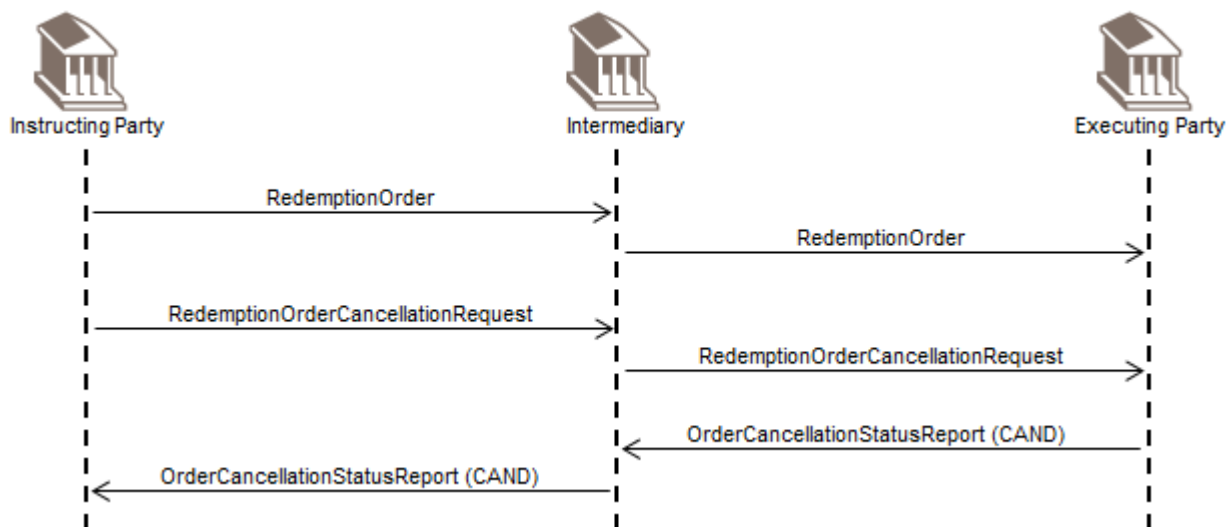 Instructing Party
Intermediary
Executing Party
RedemptionOrder
RedemptionOrder
RedemptionOrderCancellationRequest
RedemptionOrderCancellationRequest
OrderCancellationStatusReport (CAND)
OrderCancellationStatusReport (CAND)